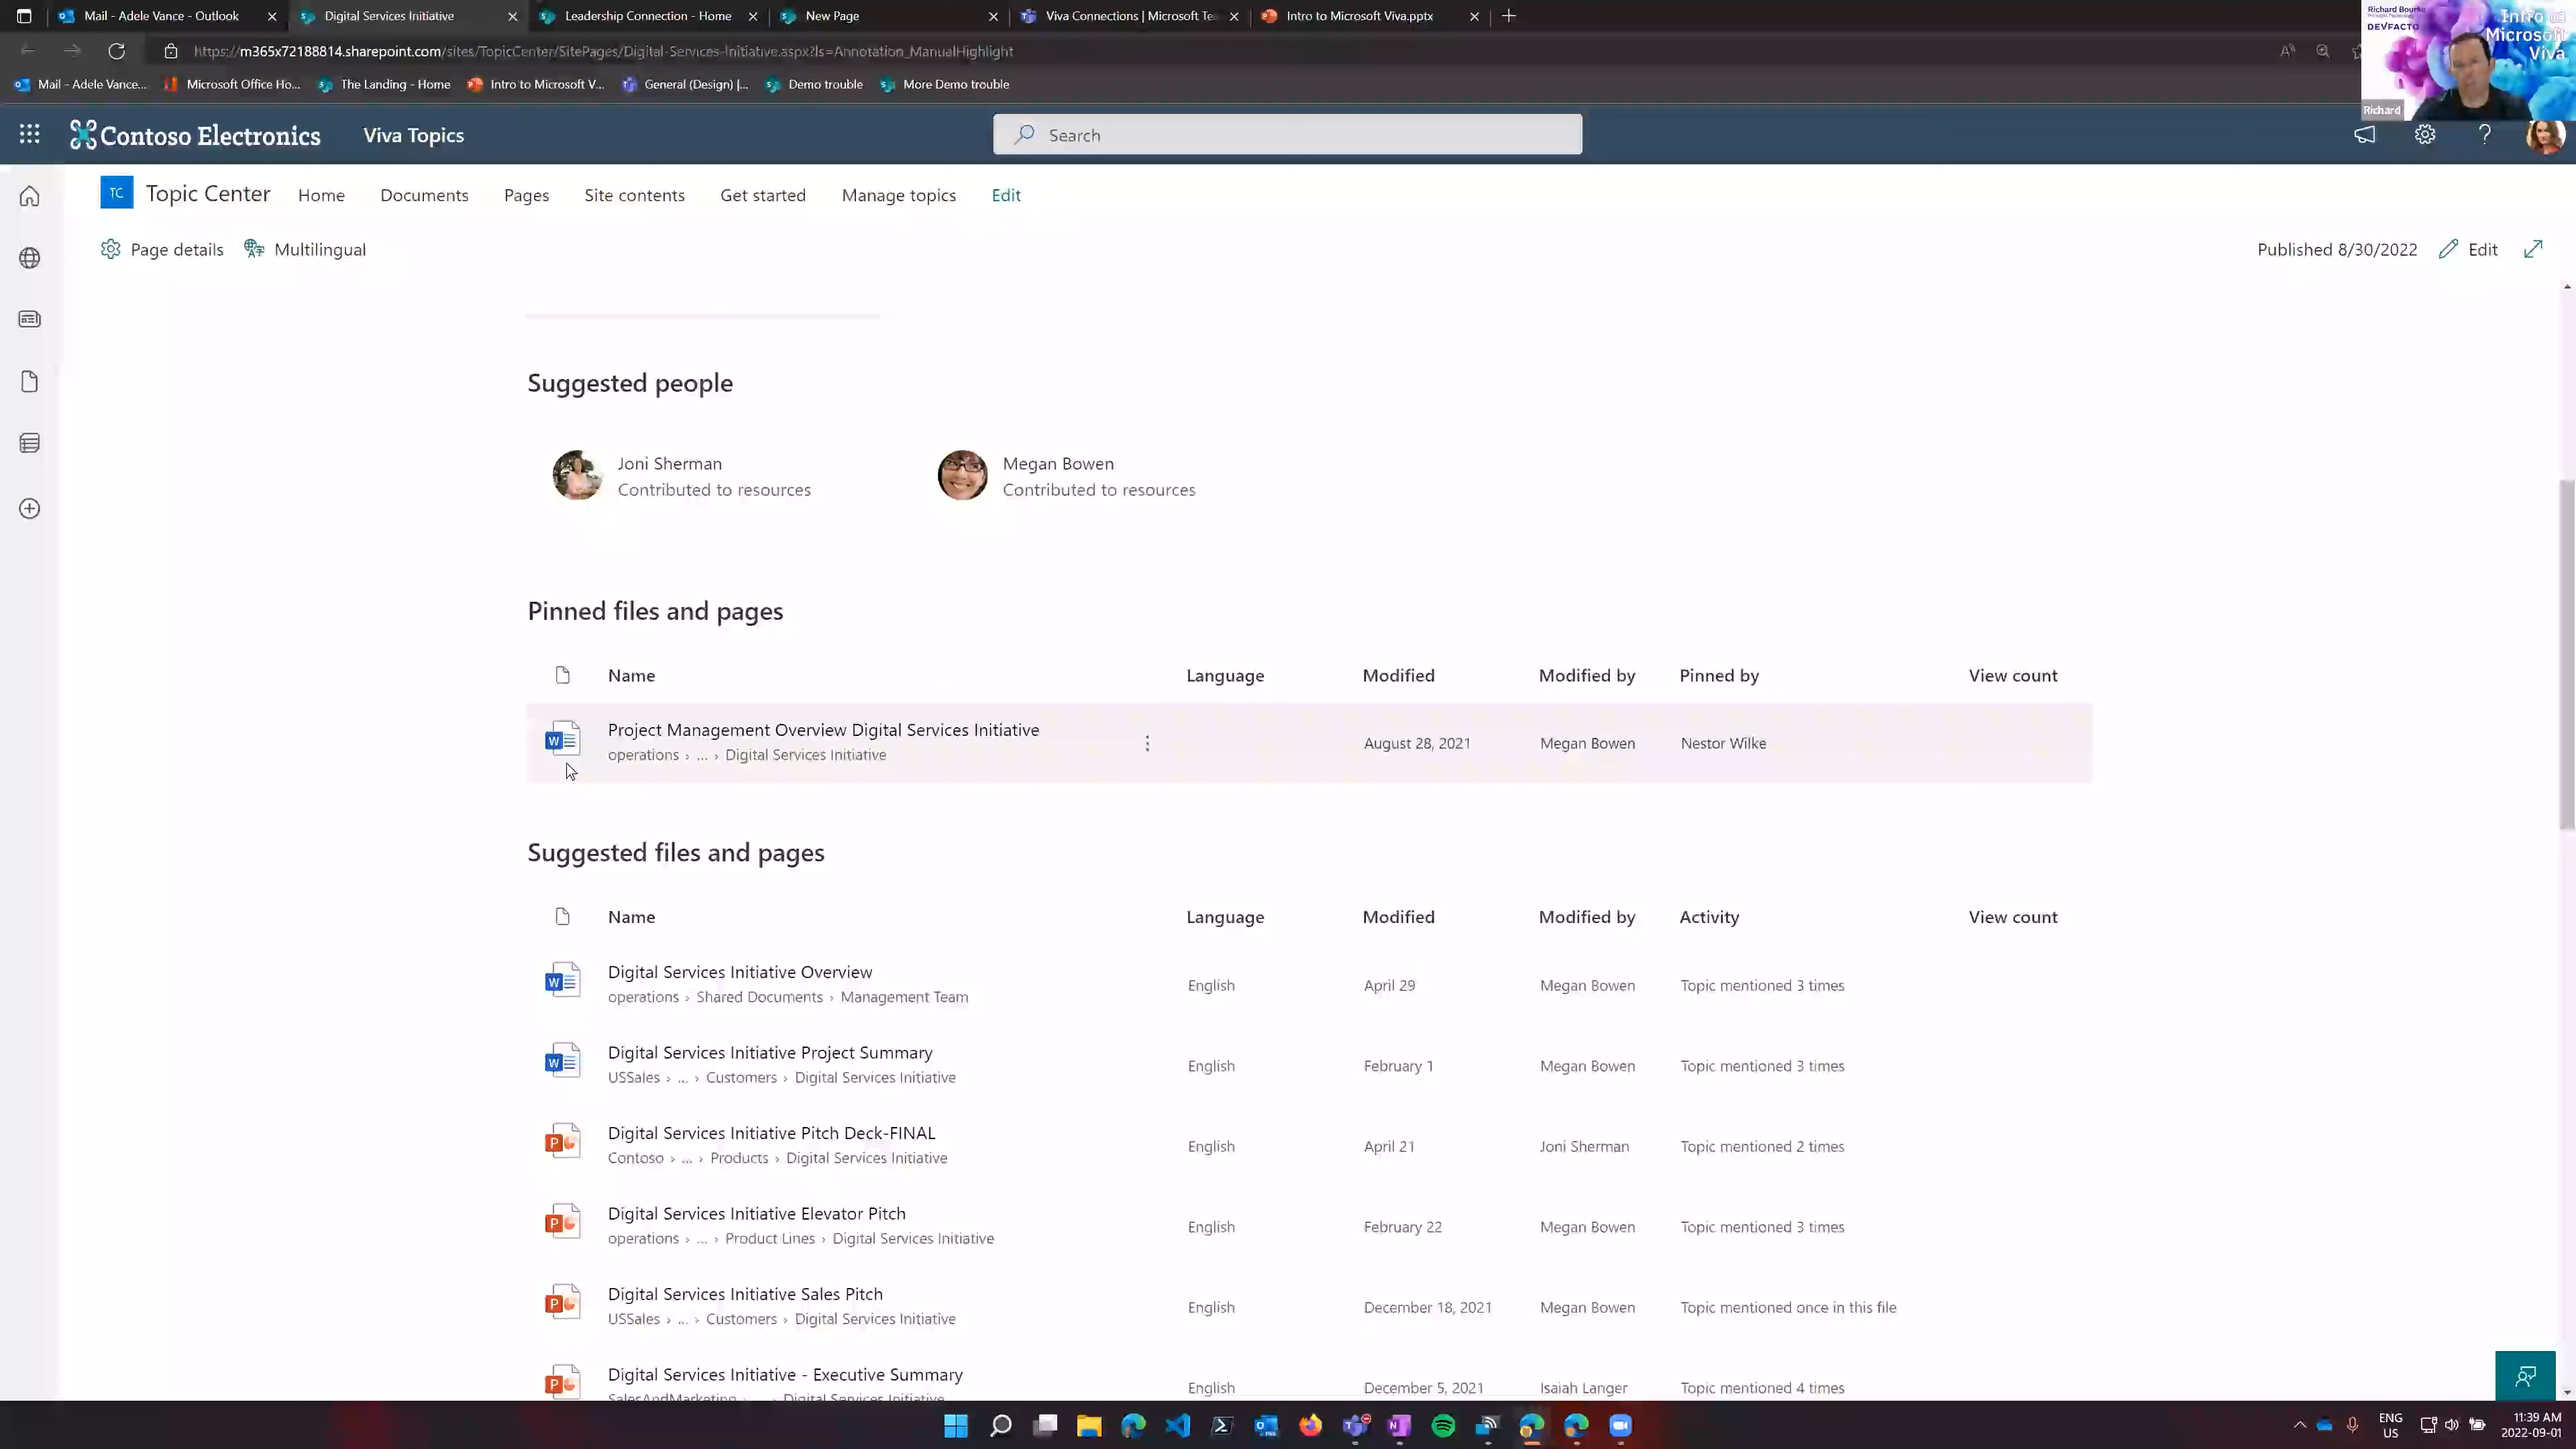 Mail - Adele Vance - Outlook
Digital Services Initiative
Leadership Connection - Home
New Page
Viva Connections | Microsoft Te
Intro to Microsoft Viva.pptx
https://m365x72188814.sharepoint.com/sites/TopicCenter/SitePages/Digital-Services-Initiative.aspx?ls=Annotation_ManualHighlight
Mail - Adele Vance...
Microsoft Office Ho...
The Landing - Home
Intro to Microsoft V...
General (Design) |...
Demo trouble
More Demo trouble
Richard Bourke
DEVFACTO
Intro to
Microsoft
Viva
Richard
Contoso Electronics
Viva Topics
Search
TC
Topic Center
Home
Documents
Pages
Site contents
Get started
Manage topics
Edit
Page details
Multilingual
Published 8/30/2022
Edit
Suggested people
Joni Sherman
Contributed to resources
Megan Bowen
Contributed to resources
Pinned files and pages
Name Language Modified Modified by Pinned by View count
Project Management Overview Digital Services Initiative
operations › ... › Digital Services Initiative
August 28, 2021 Megan Bowen Nestor Wilke
Suggested files and pages
Name Language Modified Modified by Activity View count
Digital Services Initiative Overview
operations › Shared Documents › Management Team
English April 29 Megan Bowen Topic mentioned 3 times
Digital Services Initiative Project Summary
USSales › ... › Customers › Digital Services Initiative
English February 1 Megan Bowen Topic mentioned 3 times
Digital Services Initiative Pitch Deck-FINAL
Contoso › ... › Products › Digital Services Initiative
English April 21 Joni Sherman Topic mentioned 2 times
Digital Services Initiative Elevator Pitch
operations › ... › Product Lines › Digital Services Initiative
English February 22 Megan Bowen Topic mentioned 3 times
Digital Services Initiative Sales Pitch
USSales › ... › Customers › Digital Services Initiative
English December 18, 2021 Megan Bowen Topic mentioned once in this file
Digital Services Initiative - Executive Summary
SalesAndMarketing › ... › Digital Services Initiative
English December 5, 2021 Isaiah Langer Topic mentioned 4 times
ENG
US
11:39 AM
2022-09-01